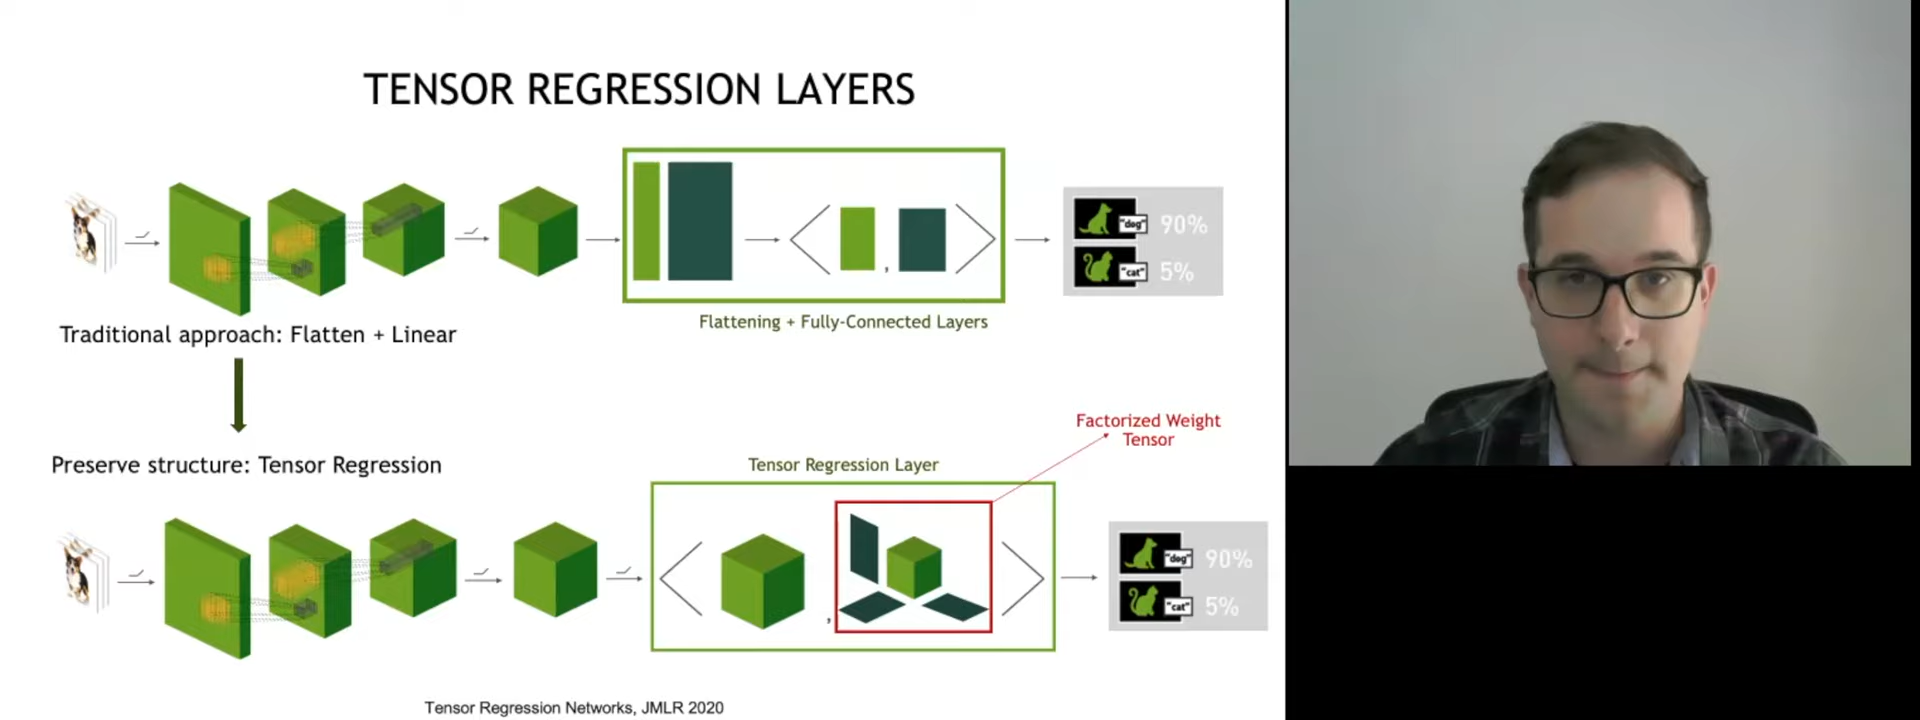 TENSOR REGRESSION LAYERS
"dog" 90%
"cat" 5%
Flattening + Fully-Connected Layers
Traditional approach: Flatten + Linear
Factorized Weight
Tensor
Preserve structure: Tensor Regression
Tensor Regression Layer
"dog" 90%
"cat" 5%
Tensor Regression Networks, JMLR 2020